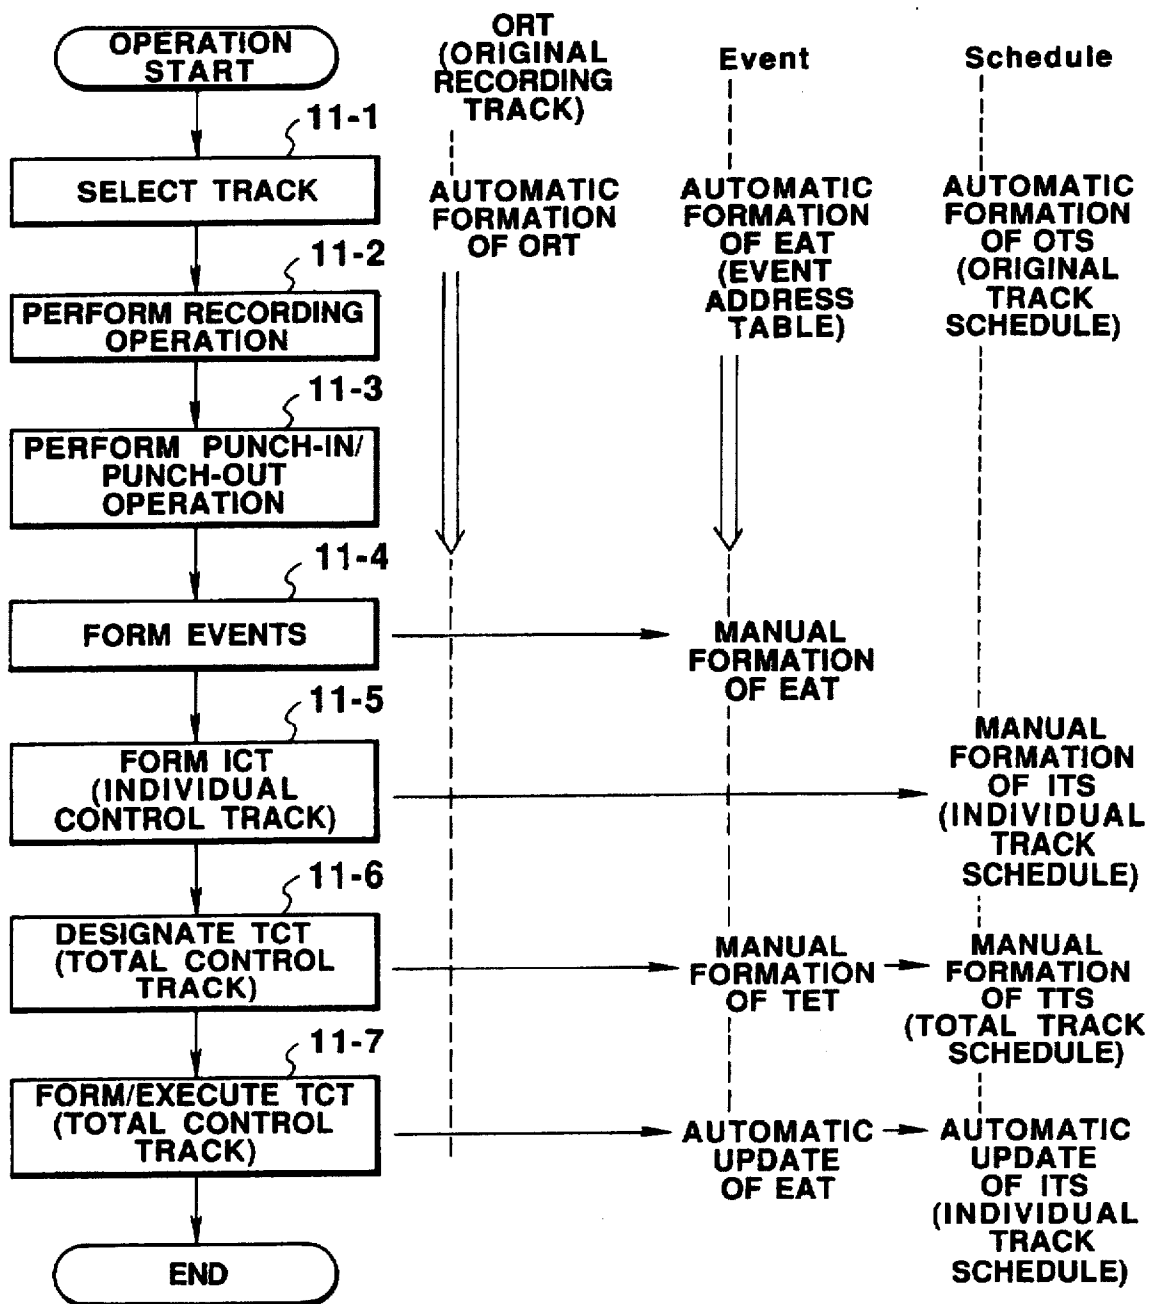 OPERATION
START
11-1
SELECT TRACK
11-2
PERFORM RECORDING
OPERATION
11-3
PERFORM PUNCH-IN/
PUNCH-OUT
OPERATION
11-4
FORM EVENTS
11-5
FORM ICT
(INDIVIDUAL
CONTROL TRACK)
11-6
DESIGNATE TCT
(TOTAL CONTROL
TRACK)
11-7
FORM/EXECUTE TCT
(TOTAL CONTROL
TRACK)
END
ORT
(ORIGINAL
RECORDING
TRACK)
AUTOMATIC
FORMATION
OF ORT
Event
AUTOMATIC
FORMATION
OF EAT
(EVENT
ADDRESS
TABLE)
MANUAL
FORMATION
OF EAT
MANUAL
FORMATION
OF TET
AUTOMATIC
UPDATE
OF EAT
Schedule
AUTOMATIC
FORMATION
OF OTS
(ORIGINAL
TRACK
SCHEDULE)
MANUAL
FORMATION
OF ITS
(INDIVIDUAL
TRACK
SCHEDULE)
MANUAL
FORMATION
OF TTS
(TOTAL TRACK
SCHEDULE)
AUTOMATIC
UPDATE
OF ITS
(INDIVIDUAL
TRACK
SCHEDULE)